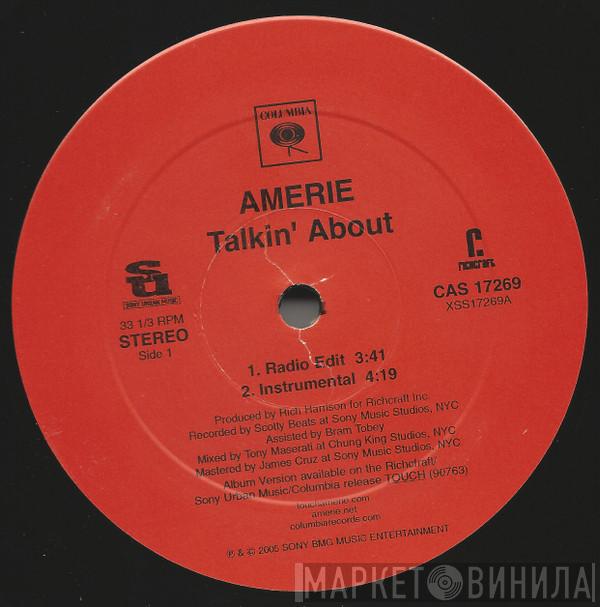 COLUMBIA
AMERIE
Talkin' About
SU
SONY URBAN MUSIC
33 1/3 RPM
STEREO
Side 1
RICHCRAFT
CAS 17269
XSS17269A
1. Radio Edit 3:41
2. Instrumental 4:19
Produced by Rich Harrison for Richcraft Inc.
Recorded by Scotty Beats at Sony Music Studios, NYC
Assisted by Bram Tobey
Mixed by Tony Maserati at Chung King Studios, NYC
Mastered by James Cruz at Sony Music Studios, NYC
Album Version available on the Richcraft/
Sony Urban Music/Columbia release TOUCH (90763)
touchamerie.com
amerie.net
columbiarecords.com
℗ & © 2005 SONY BMG MUSIC ENTERTAINMENT
МАРКЕТ ВИНИЛА